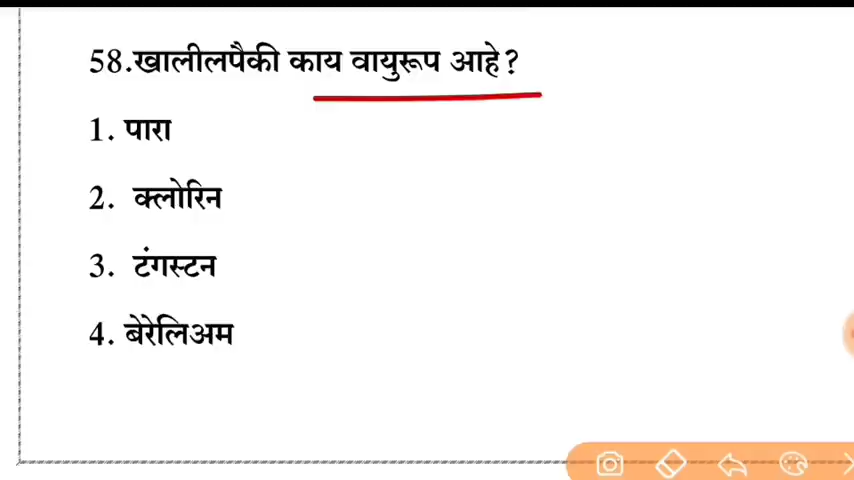 58.खालीलपैकी काय वायुरूप आहे?
1. पारा
2. क्लोरिन
3. टंगस्टन
4. बेरेलिअम